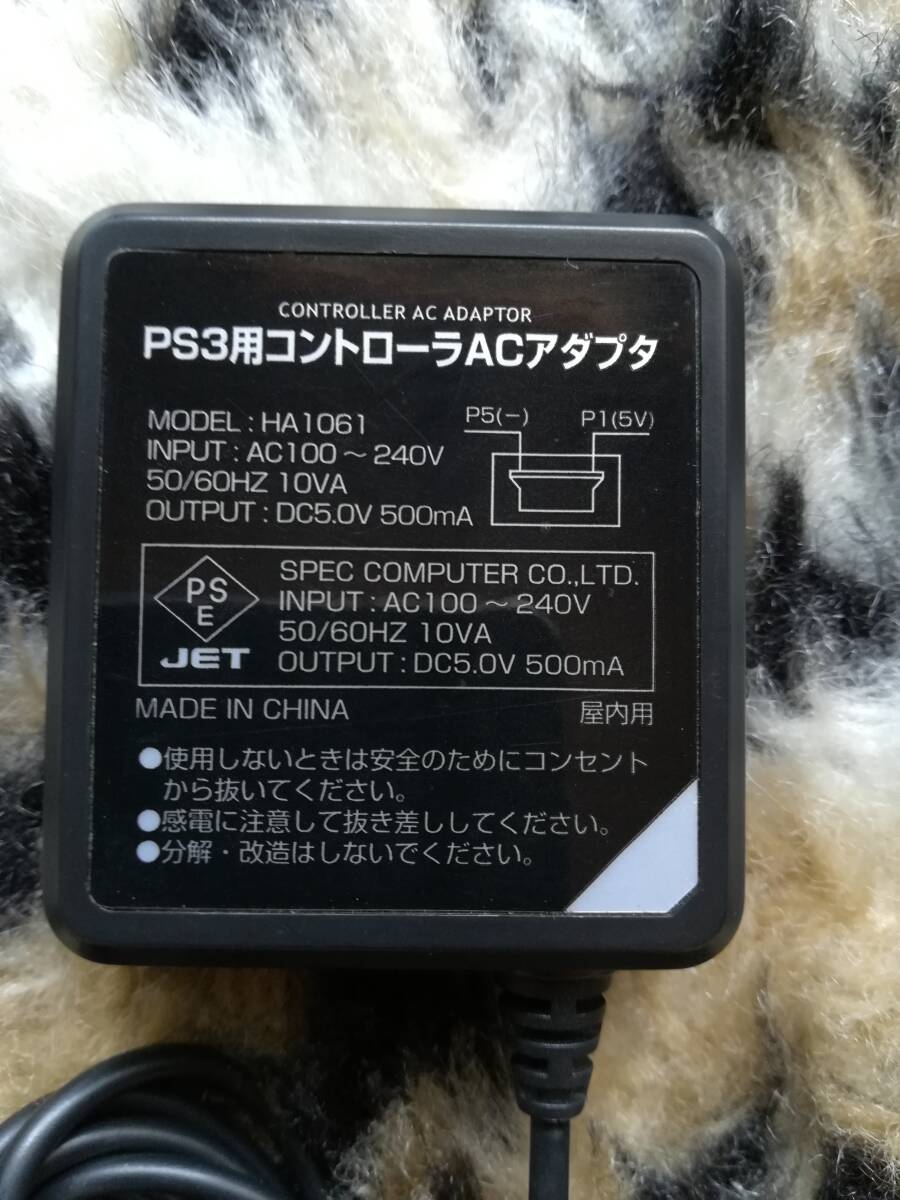 CONTROLLER AC ADAPTOR
PS3用コントローラACアダプタ
MODEL : HA1061
INPUT : AC100 ~ 240V
50/60HZ 10VA
OUTPUT : DC5.0V 500mA
P5(-) P1(5V)
PS
E
JET
SPEC COMPUTER CO.,LTD.
INPUT : AC100 ~ 240V
50/60HZ 10VA
OUTPUT : DC5.0V 500mA
MADE IN CHINA 屋内用
●使用しないときは安全のためにコンセント
から抜いてください。
●感電に注意して抜き差ししてください。
●分解・改造はしないでください。